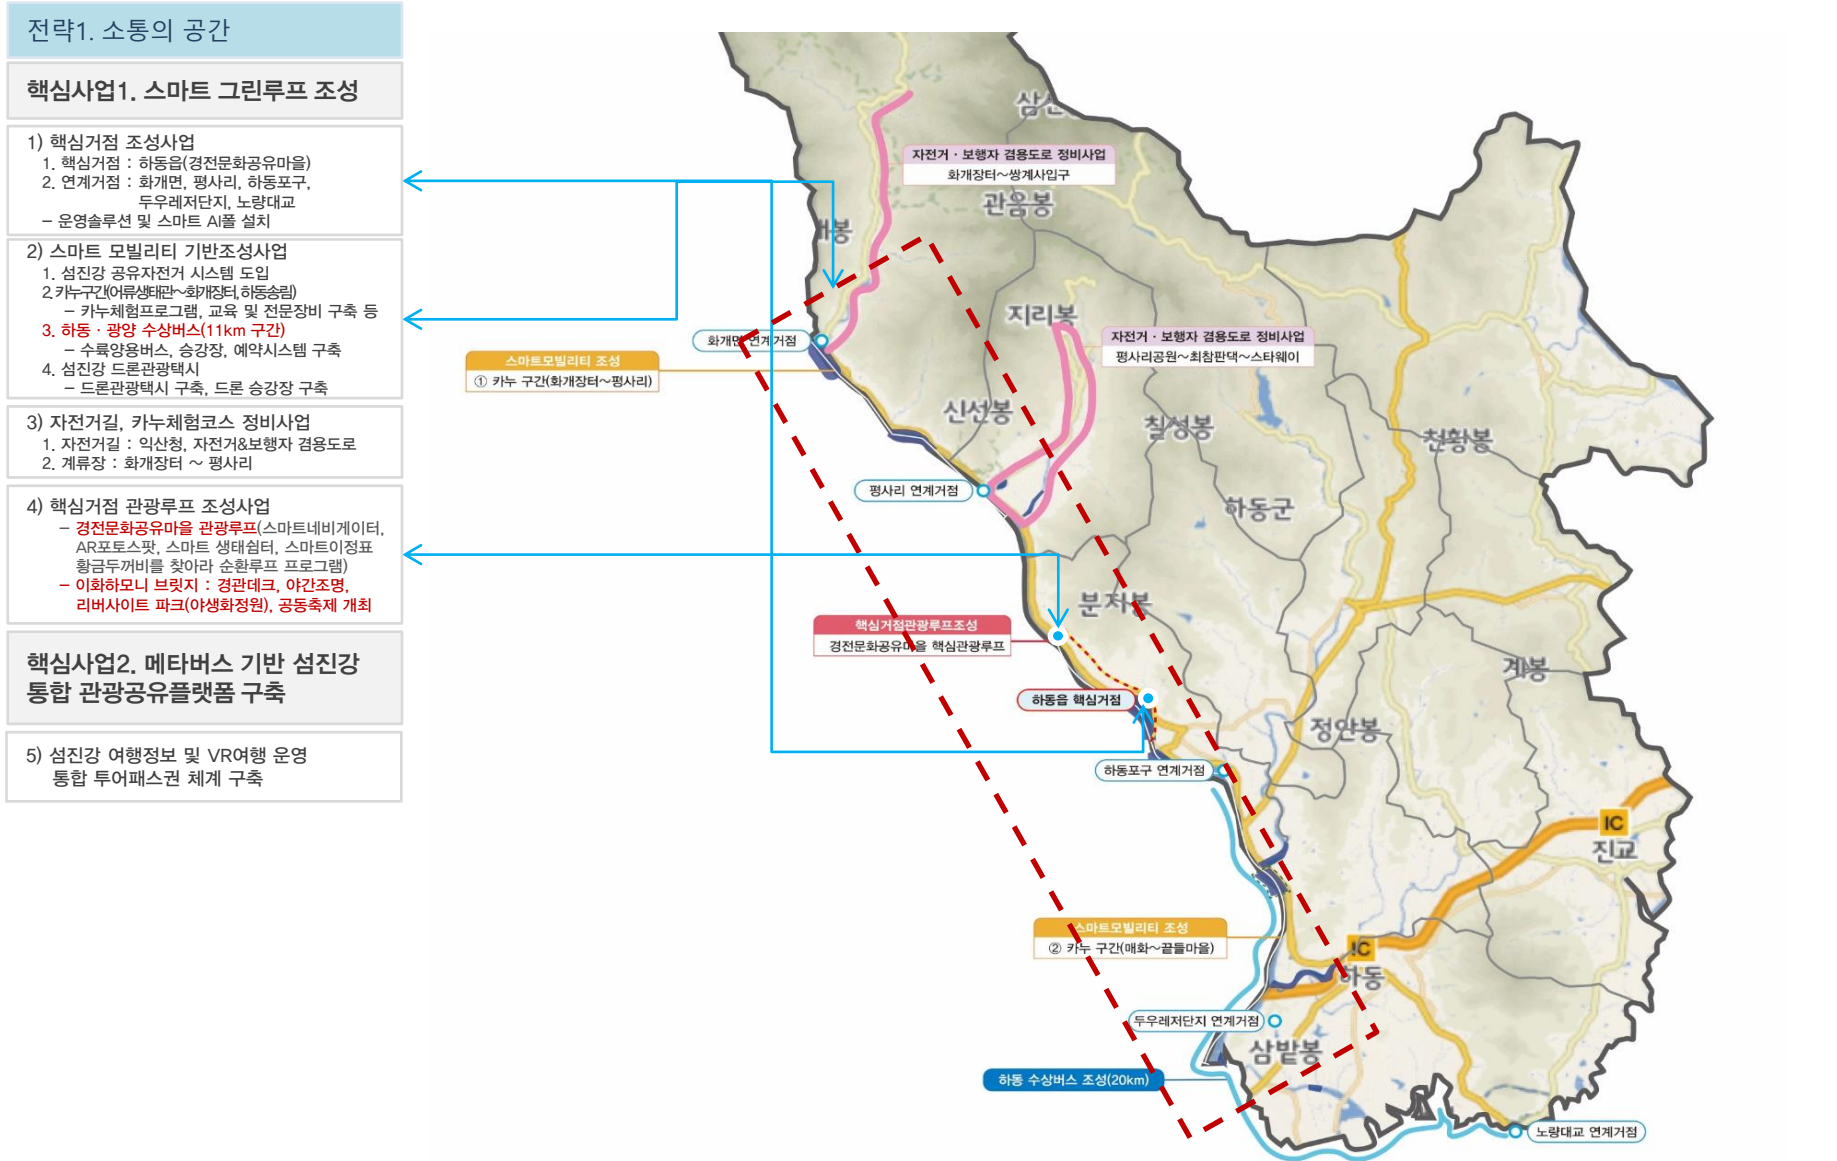 전략1. 소통의 공간
핵심사업1. 스마트 그린루프 조성
1) 핵심거점 조성사업
1. 핵심거점 : 하동읍(경전문화공유마을)
2. 연계거점 : 화개면, 평사리, 하동포구,
두우레저단지, 노량대교
– 운영솔루션 및 스마트 AI폴 설치
2) 스마트 모빌리티 기반조성사업
1. 섬진강 공유자전거 시스템 도입
2. 카누구간(어류생태관~화개장터, 하동송림)
– 카누체험프로그램, 교육 및 전문장비 구축 등
3. 하동 · 광양 수상버스(11km 구간)
– 수륙양용버스, 승강장, 예약시스템 구축
4. 섬진강 드론관광택시
– 드론관광택시 구축, 드론 승강장 구축
3) 자전거길, 카누체험코스 정비사업
1. 자전거길 : 익산청, 자전거&보행자 겸용도로
2. 계류장 : 화개장터 ~ 평사리
4) 핵심거점 관광루프 조성사업
– 경전문화공유마을 관광루프(스마트네비게이터,
AR포토스팟, 스마트 생태쉼터, 스마트이정표
황금두꺼비를 찾아라 순환루프 프로그램)
– 이화하모니 브릿지 : 경관데크, 야간조명,
리버사이트 파크(야생화정원), 공동축제 개최
핵심사업2. 메타버스 기반 섬진강
통합 관광공유플랫폼 구축
5) 섬진강 여행정보 및 VR여행 운영
통합 투어패스권 체계 구축
자전거 · 보행자 겸용도로 정비사업
화개장터~쌍계사입구
관음봉
지리봉
자전거 · 보행자 겸용도로 정비사업
평사리공원~최참판댁~스타웨이
화개면 연계거점
스마트모빌리티 조성
① 카누 구간(화개장터~평사리)
신선봉
칠성봉
천황봉
평사리 연계거점
하동군
분지봉
핵심거점관광루프조성
경전문화공유마을 핵심관광루프
계봉
하동읍 핵심거점
정안봉
하동포구 연계거점
IC
진교
스마트모빌리티 조성
② 카누 구간(매화~끝들마을)
IC
하동
두우레저단지 연계거점
삼밭봉
하동 수상버스 조성(20km)
노량대교 연계거점